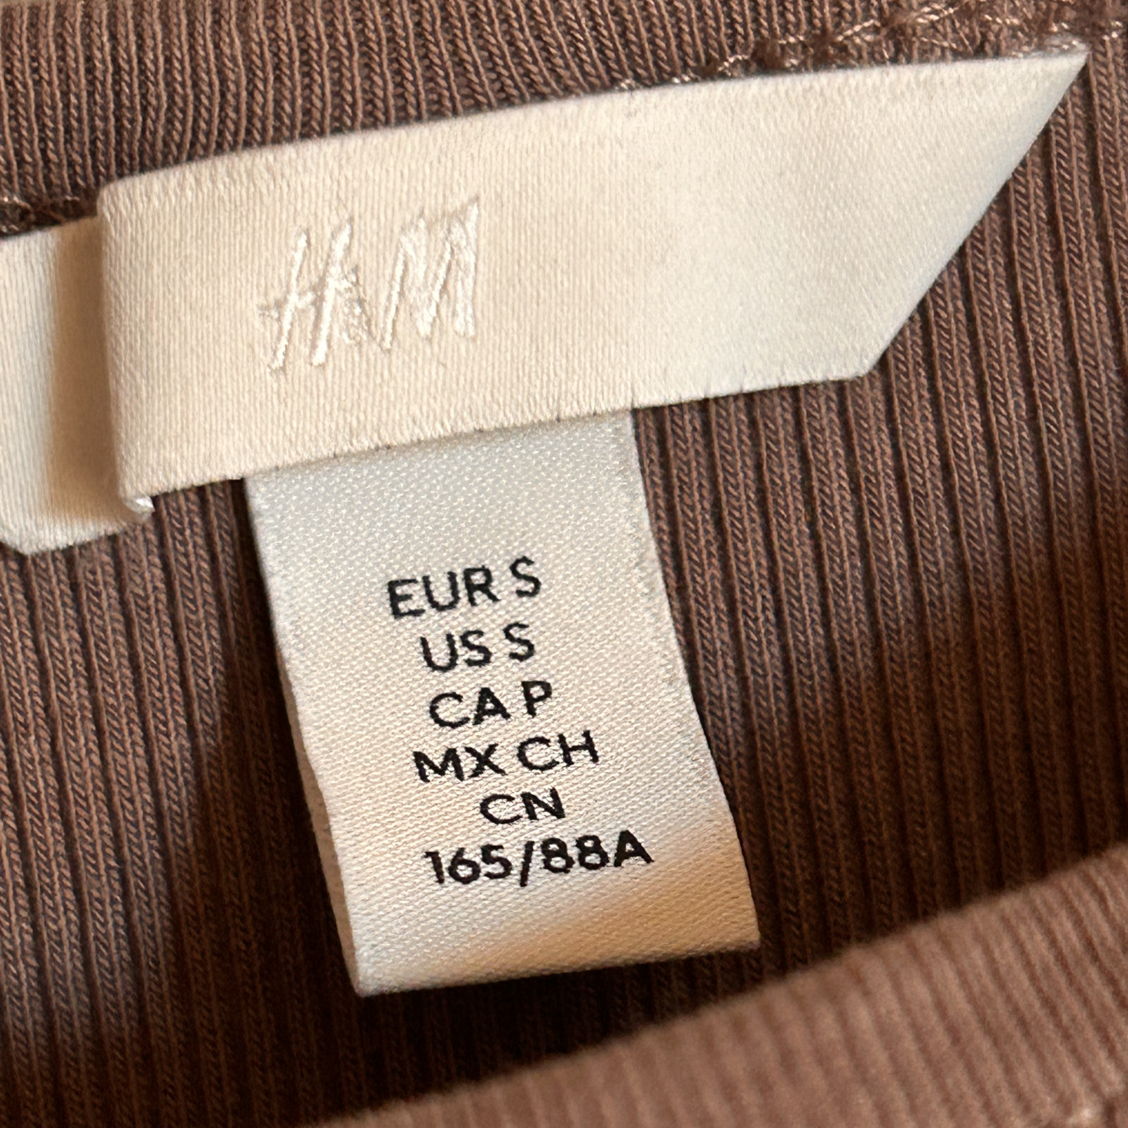 H&M
EUR S
US S
CA P
MX CH
CN
165/88A